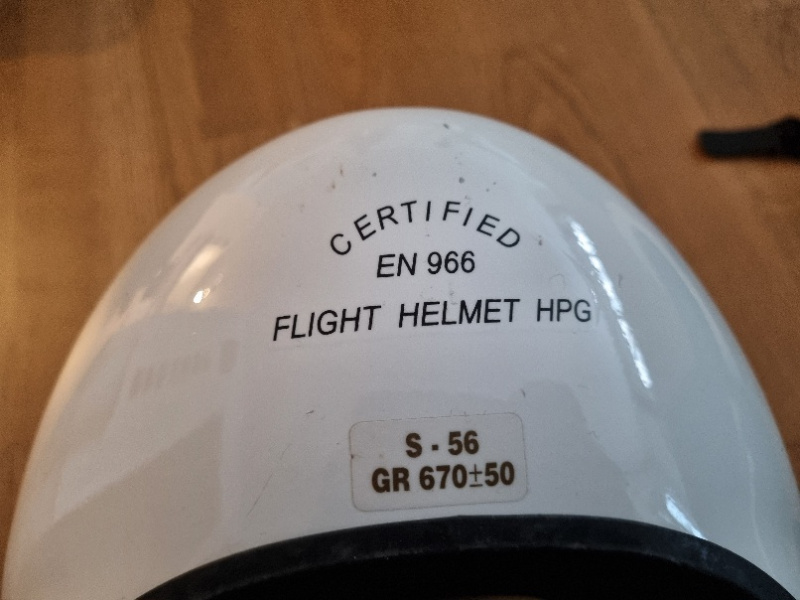 CERTIFIED
EN 966
FLIGHT HELMET HPG
S - 56
GR 670±50